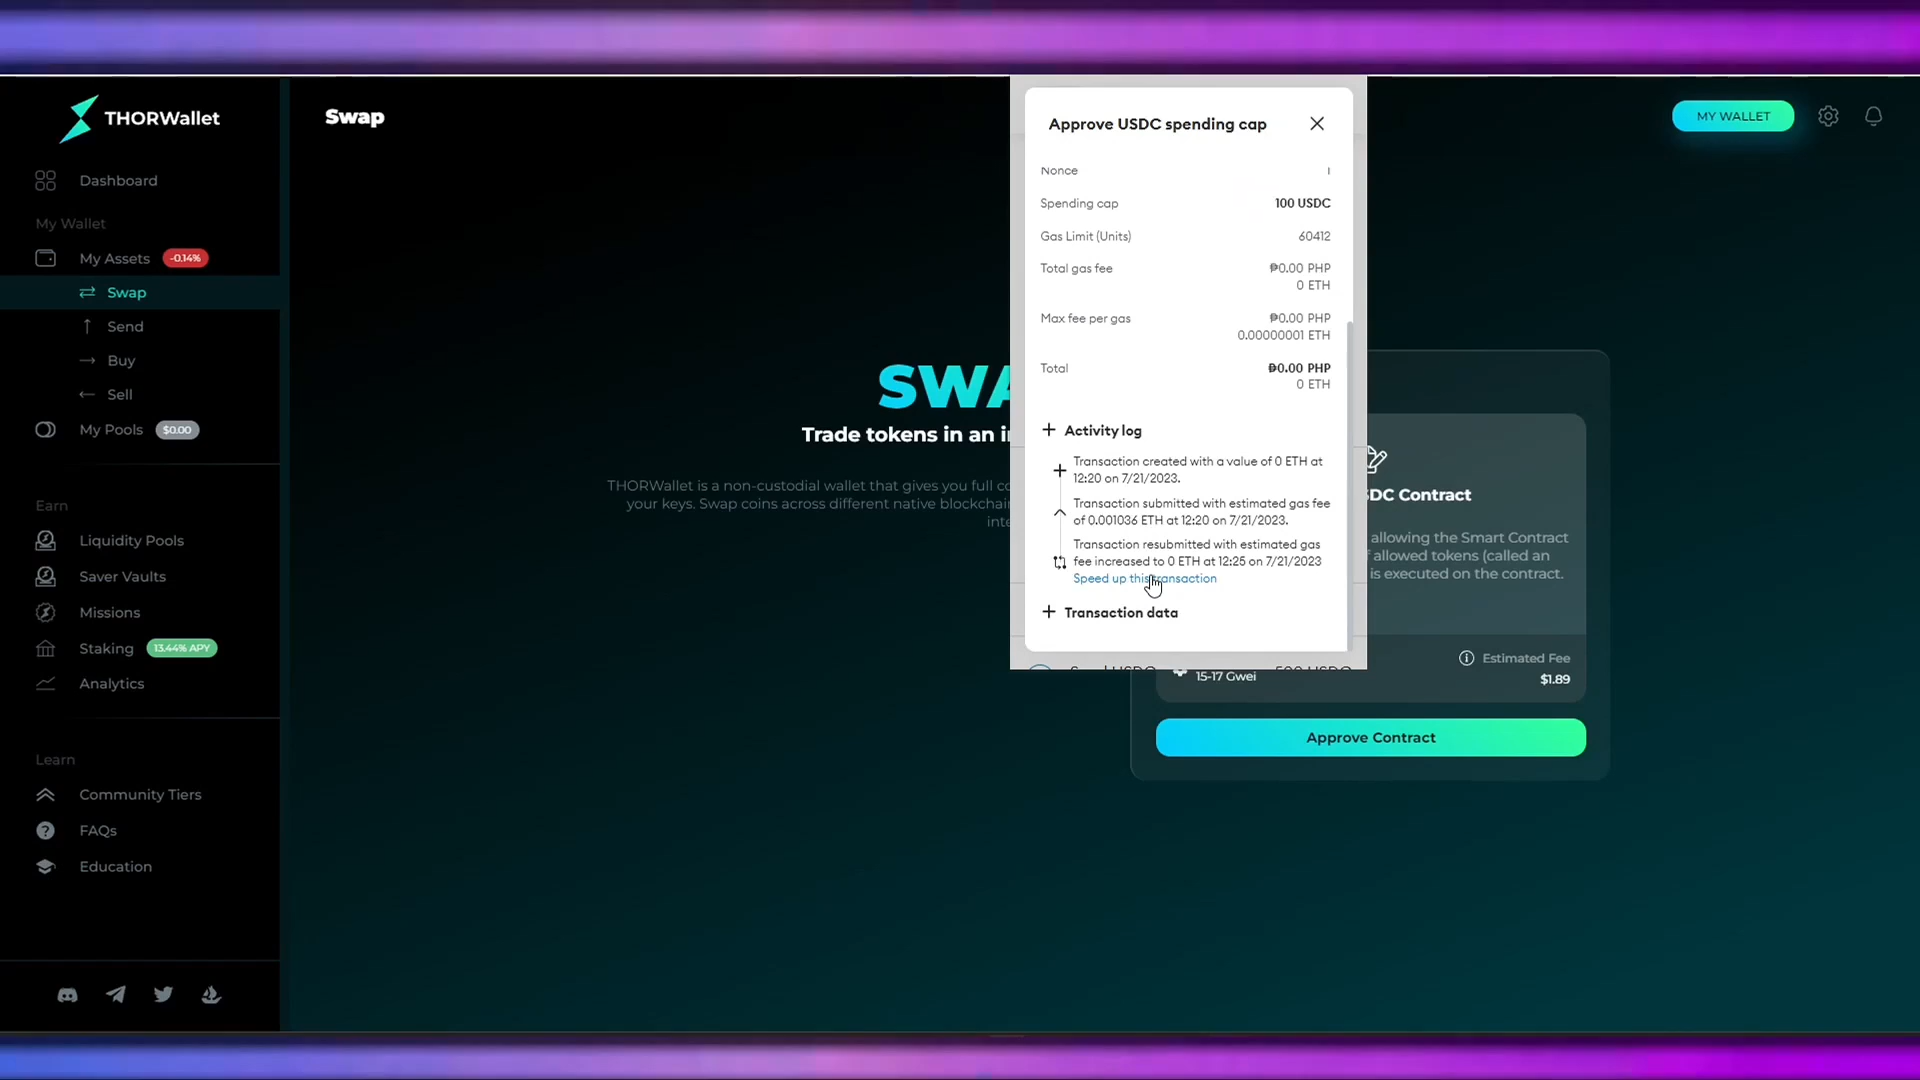 THORWallet
Dashboard
My Wallet
My Assets -0.14%
Swap
Send
Buy
Sell
My Pools $0.00
Earn
Liquidity Pools
Saver Vaults
Missions
Staking 13.44% APY
Analytics
Learn
Community Tiers
FAQs
Education
Swap
MY WALLET
SWA
Trade tokens in an i
THORWallet is a non-custodial wallet that gives you full co
your keys. Swap coins across different native blockchain
inte
Approve USDC spending cap
Nonce
Spending cap 100 USDC
Gas Limit (Units) 60412
Total gas fee ₱0.00 PHP
0 ETH
Max fee per gas ₱0.00 PHP
0.00000001 ETH
Total ₱0.00 PHP
0 ETH
Activity log
Transaction created with a value of 0 ETH at
12:20 on 7/21/2023.
Transaction submitted with estimated gas fee
of 0.001036 ETH at 12:20 on 7/21/2023.
Transaction resubmitted with estimated gas
fee increased to 0 ETH at 12:25 on 7/21/2023
Speed up this transaction
Transaction data
DC Contract
allowing the Smart Contract
f allowed tokens (called an
is executed on the contract.
15-17 Gwei
Estimated Fee
$1.89
Approve Contract